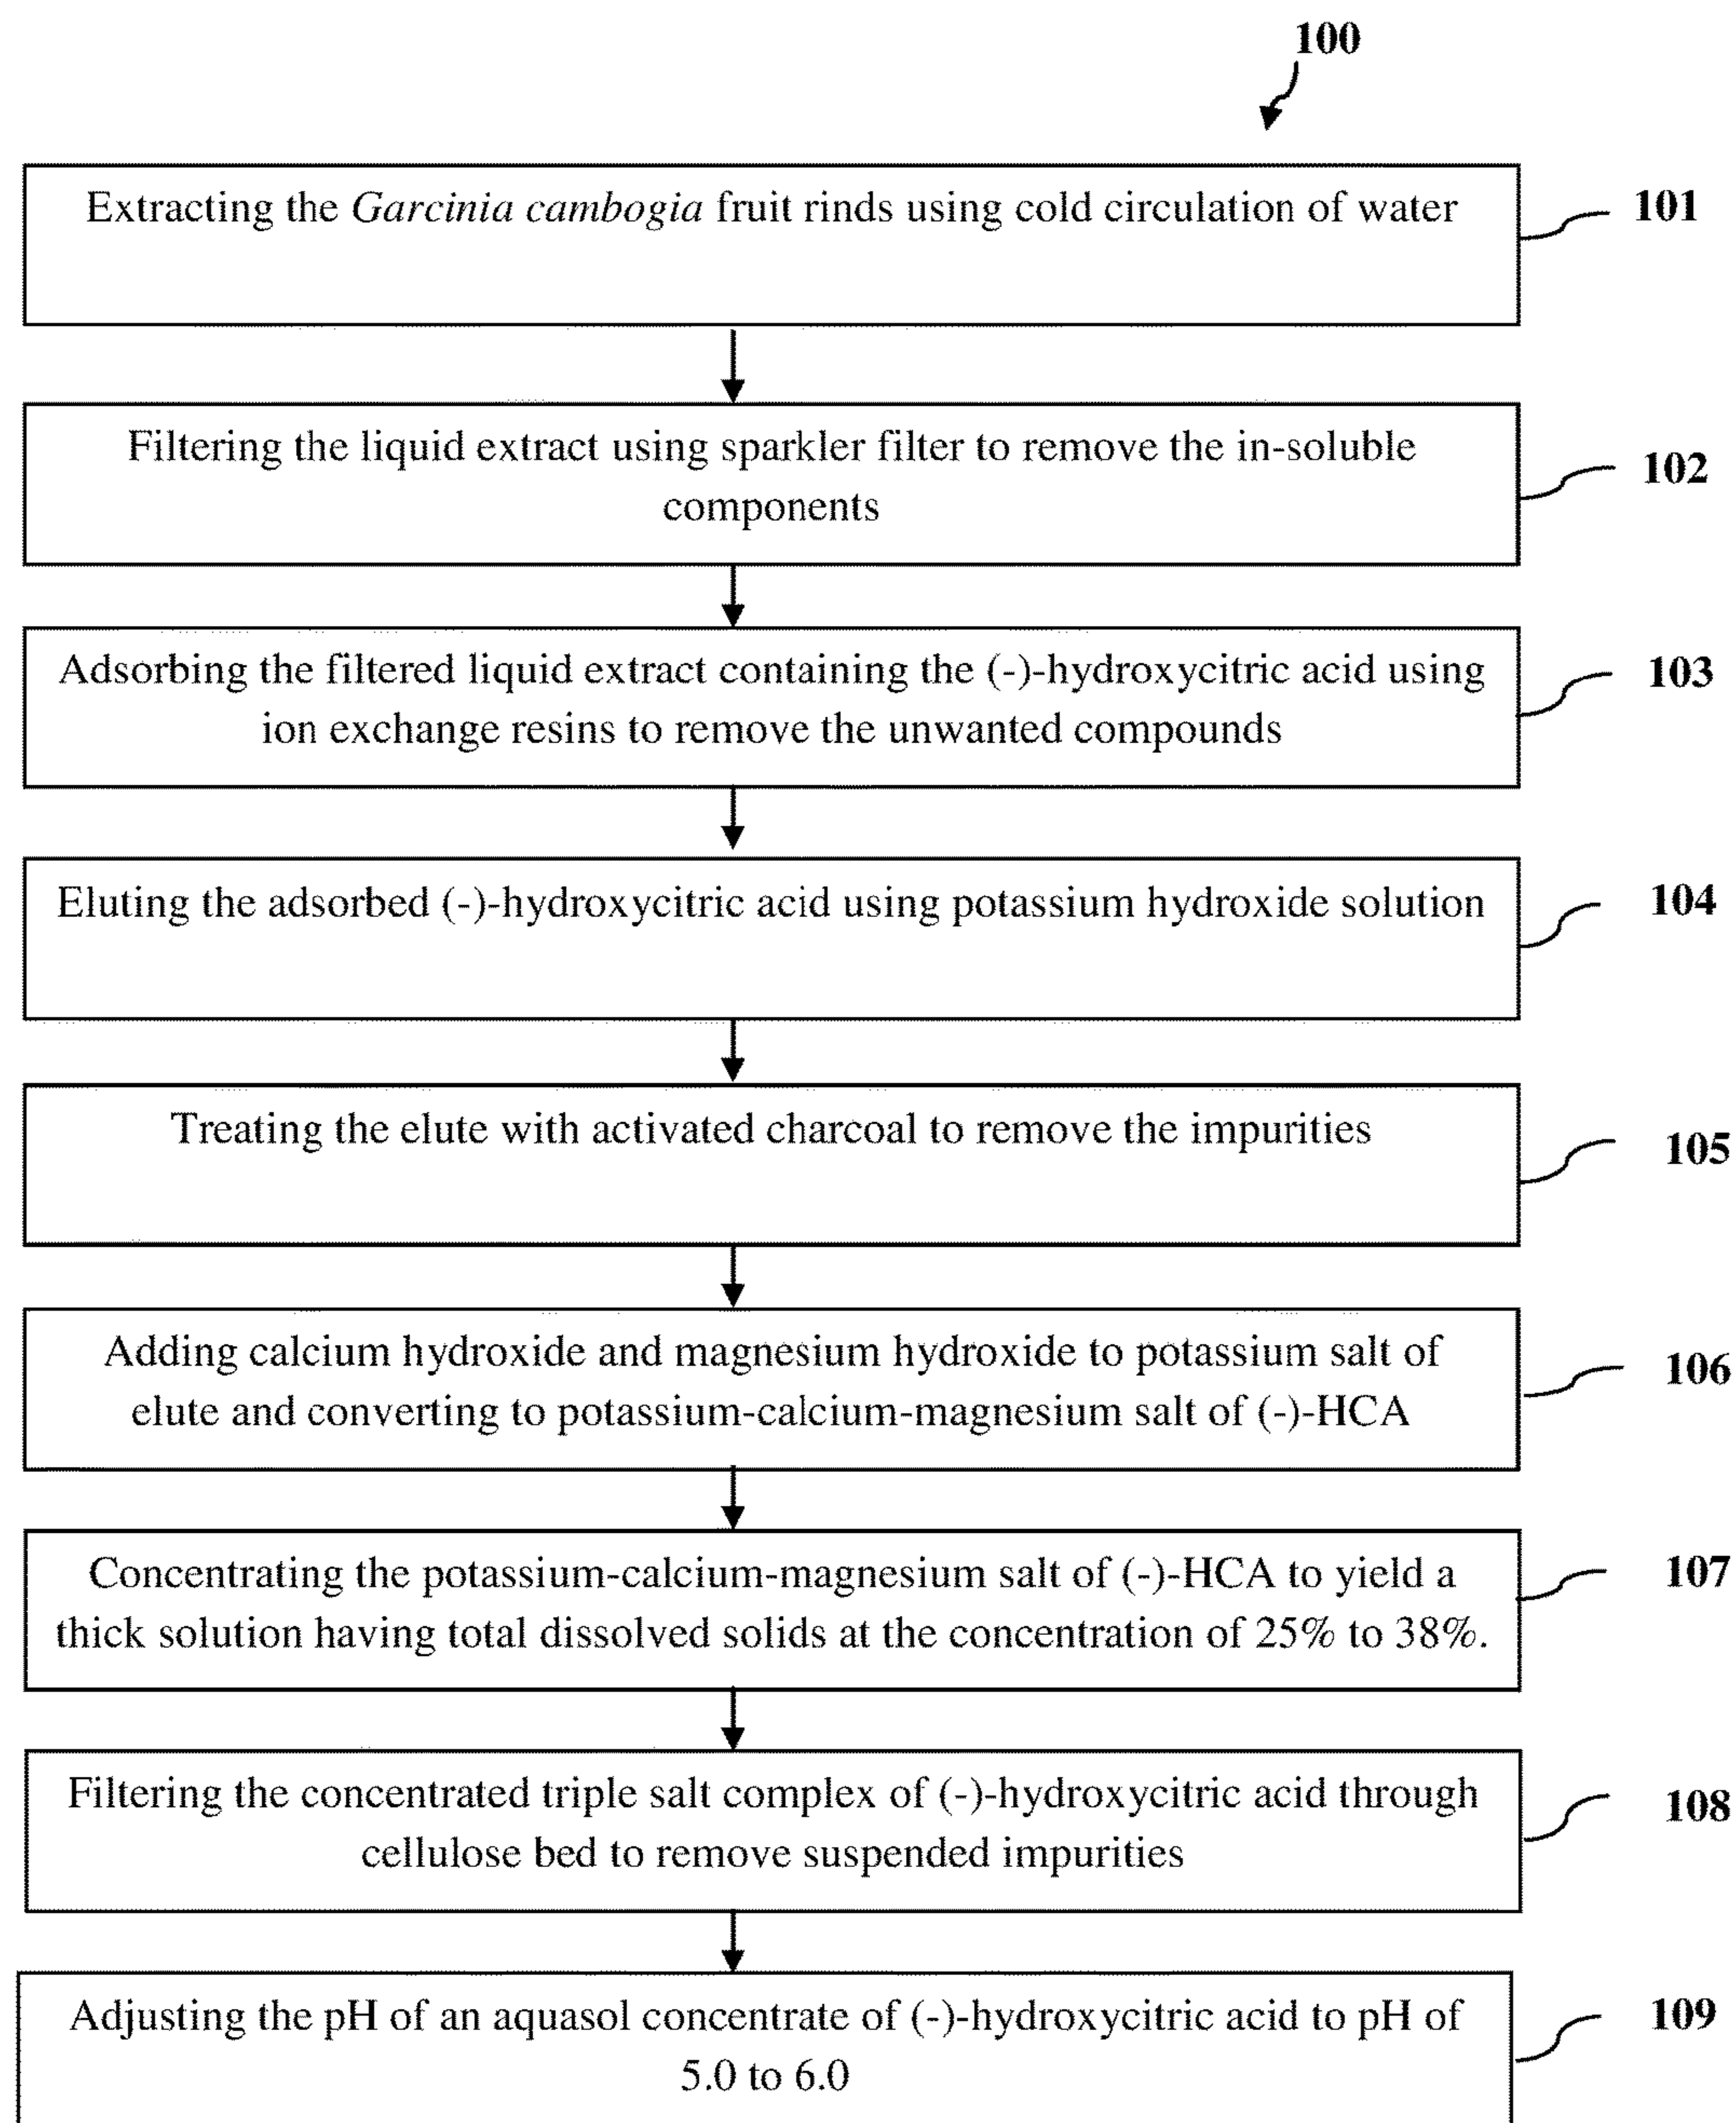 100
Extracting the Garcinia cambogia fruit rinds using cold circulation of water
101
Filtering the liquid extract using sparkler filter to remove the in-soluble
components
102
Adsorbing the filtered liquid extract containing the (-)-hydroxycitric acid using
ion exchange resins to remove the unwanted compounds
103
Eluting the adsorbed (-)-hydroxycitric acid using potassium hydroxide solution
104
Treating the elute with activated charcoal to remove the impurities
105
Adding calcium hydroxide and magnesium hydroxide to potassium salt of
elute and converting to potassium-calcium-magnesium salt of (-)-HCA
106
Concentrating the potassium-calcium-magnesium salt of (-)-HCA to yield a
thick solution having total dissolved solids at the concentration of 25% to 38%.
107
Filtering the concentrated triple salt complex of (-)-hydroxycitric acid through
cellulose bed to remove suspended impurities
108
Adjusting the pH of an aquasol concentrate of (-)-hydroxycitric acid to pH of
5.0 to 6.0
109